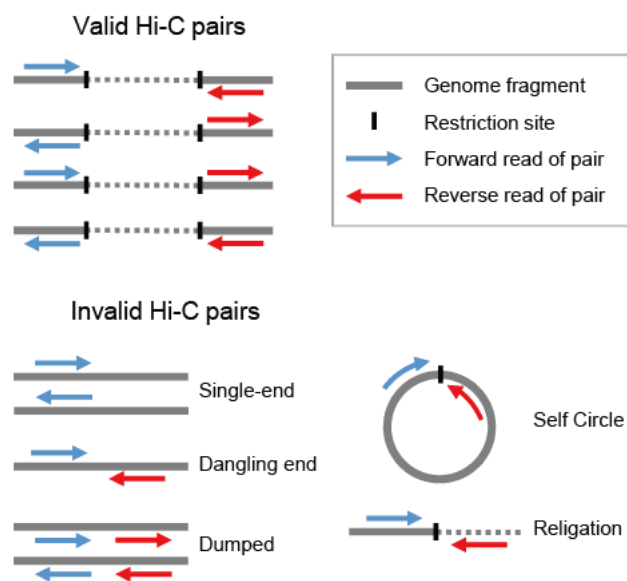 Valid Hi-C pairs
Genome fragment
Restriction site
Forward read of pair
Reverse read of pair
Invalid Hi-C pairs
Single-end
Dangling end
Dumped
Self Circle
Religation